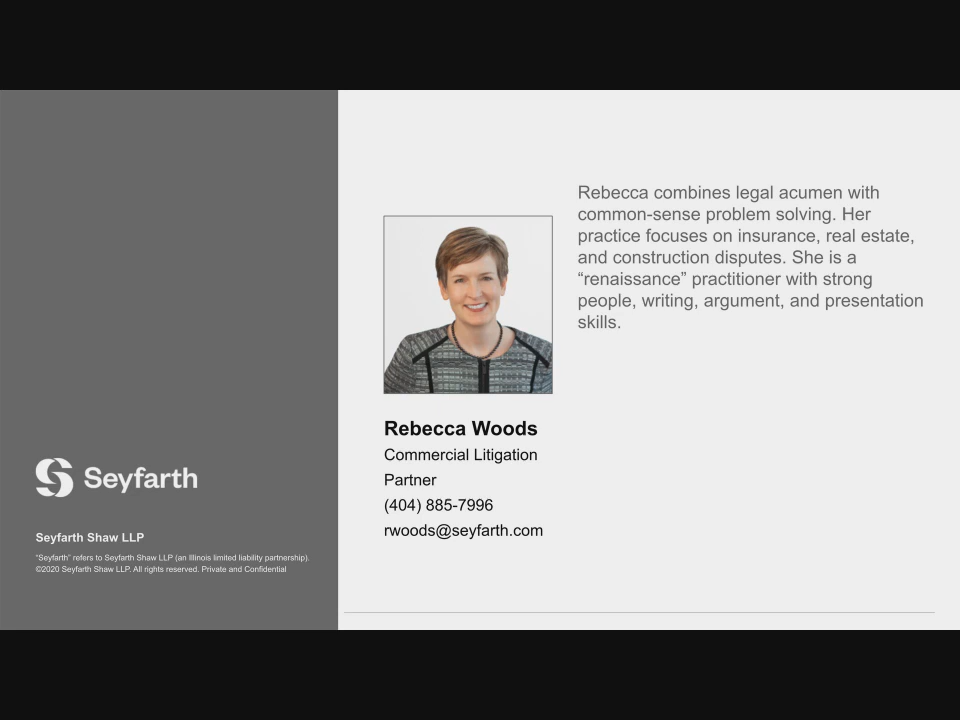 Rebecca combines legal acumen with
common-sense problem solving. Her
practice focuses on insurance, real estate,
and construction disputes. She is a
“renaissance” practitioner with strong
people, writing, argument, and presentation
skills.
Rebecca Woods
Commercial Litigation
Partner
(404) 885-7996
rwoods@seyfarth.com
Seyfarth
Seyfarth Shaw LLP
“Seyfarth” refers to Seyfarth Shaw LLP (an Illinois limited liability partnership).
©2020 Seyfarth Shaw LLP. All rights reserved. Private and Confidential